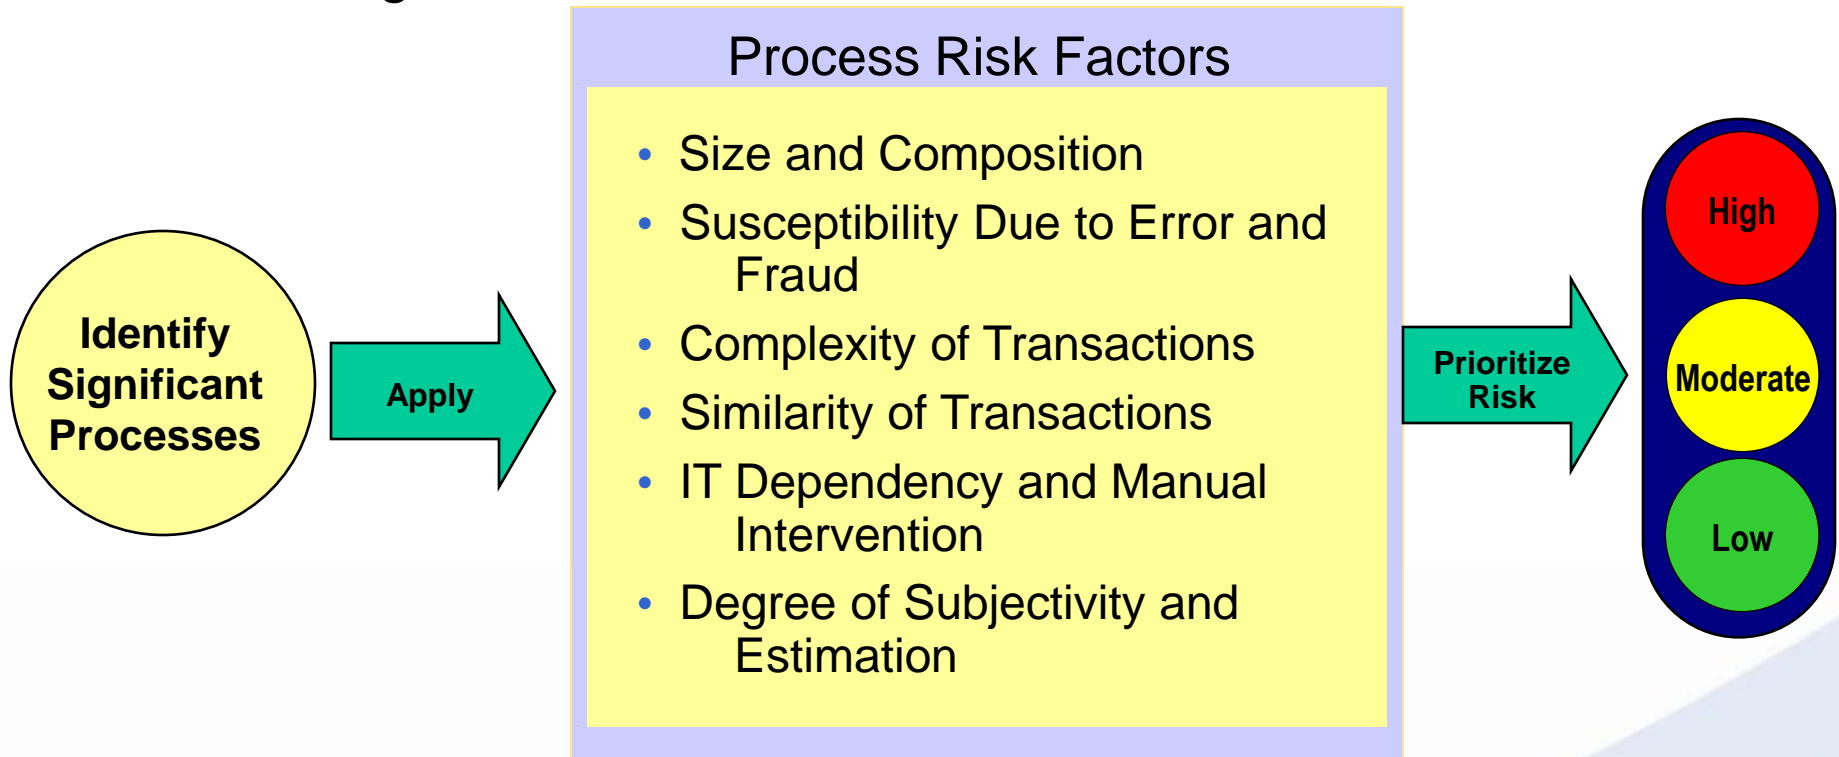 Process Risk Factors
• Size and Composition
• Susceptibility Due to Error and
Fraud
• Complexity of Transactions
• Similarity of Transactions
• IT Dependency and Manual
Intervention
• Degree of Subjectivity and
Estimation
Identify
Significant
Processes
Apply
Prioritize
Risk
High
Moderate
Low